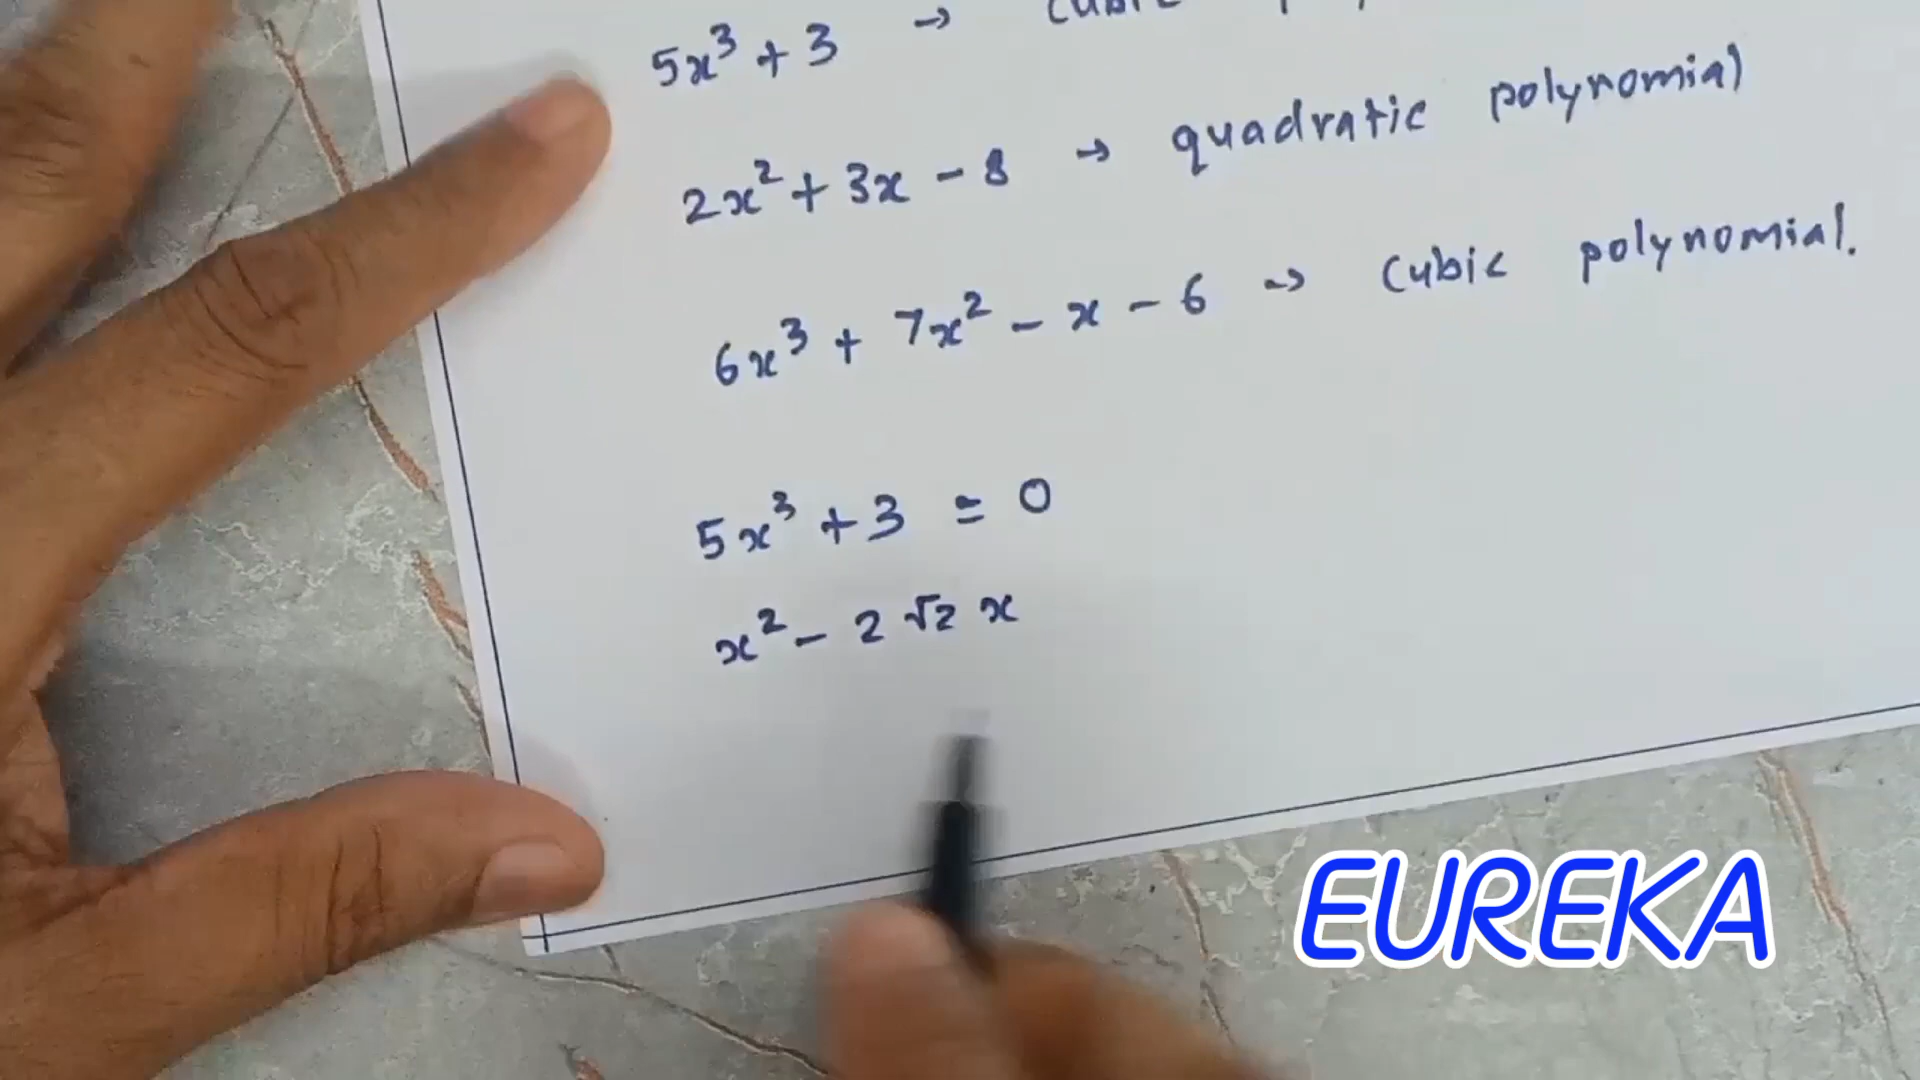 5x³ + 3 → cubic
2x² + 3x - 8 → quadratic polynomial
6x³ + 7x² - x - 6 → cubic polynomial.
5x³ + 3 = 0
x² - 2√2 x
EUREKA